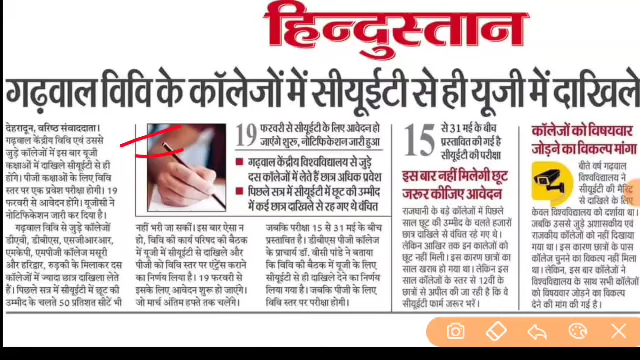 हिन्दुस्तान
गढ़वाल विवि के कॉलेजों में सीयूईटी से ही यूजी में दाखिले
देहरादून, वरिष्ठ संवाददाता।
गढ़वाल केंद्रीय विवि एवं उससे
जुड़े कॉलेजों में इस बार यूजी
कक्षाओं में दाखिले सीयूईटी से ही
होंगे। पीजी कक्षाओं के लिए विवि
स्तर पर एक प्रवेश परीक्षा होगी। 19
फरवरी से आवेदन होंगे। यूजीसी ने
नोटिफिकेशन जारी कर दिया है।
गढ़वाल विवि से जुड़े कॉलेजों
डीएवी, डीबीएस, एसजीआरआर,
एमकेपी, एमपीजी कॉलेज मसूरी
और हरिद्वार, रुड़की के मिलाकर दस
कॉलेजों में ज्यादा छात्र दाखिला लेते
हैं। पिछले सत्र में सीयूईटी में छूट की
उम्मीद के चलते 50 प्रतिशत सीटें भी
19 फरवरी से सीयूईटी के लिए आवेदन हो
जाएंगे शुरू, नोटिफिकेशन जारी हुआ
गढ़वाल केंद्रीय विश्वविद्यालय से जुड़े
दस कॉलेजों में लेते हैं छात्र अधिक प्रवेश
पिछले सत्र में सीयूईटी में छूट की उम्मीद
में कई छात्र दाखिले से रह गए थे वंचित
नहीं भरी जा सकीं। इस बार ऐसा न
हो, विवि की कार्य परिषद की बैठक
में यूजी में सीयूईटी से दाखिले और
पीजी को विवि स्तर पर एंट्रेंस कराने
का निर्णय लिया है। 19 फरवरी से
इसके लिए आवेदन शुरू हो जाएंगे।
जो मार्च अंतिम हफ्ते तक चलेंगे।
जबकि परीक्षा 15 से 31 मई के बीच
प्रस्तावित है। डीबीएस पीजी कॉलेज
के प्राचार्य डॉ. वीसी पांडे ने बताया
कि विवि की बैठक में यूजी के लिए
सीयूईटी से ही दाखिले देने का निर्णय
लिया गया है। जबकि पीजी के लिए
विवि स्तर पर परीक्षा होगी।
15 से 31 मई के बीच
प्रस्तावित की गई है
सीयूईटी की परीक्षा
इस बार नहीं मिलेगी छूट
जरूर कीजिए आवेदन
राजधानी के बड़े कॉलेजों में पिछले
साल छूट की उम्मीद के चलते हजारों
छात्र दाखिले से वंचित रह गए थे।
लेकिन आखिर तक इन कालेजों को
छूट नहीं मिली। इस कारण छात्रों का
साल खराब हो गया था। लेकिन इस
साल कॉलेजों के स्तर से 12वीं के
छात्रों से अपील की जा रही है कि वे
सीयूईटी फार्म जरूर भरें।
कॉलेजों को विषयवार
जोड़ने का विकल्प मांगा
बीते वर्ष गढ़वाल
विश्वविद्यालय ने
सीयूईटी की मैरिट
से दाखिले के लिए
केवल विश्वविद्यालय को दर्शाया था।
जबकि उससे जुड़े अशासकीय एवं
राजकीय कॉलेजों को नहीं दिखाया
गया था। इस कारण छात्रों के पास
कॉलेज चुनने का विकल्प नहीं मिला
था। लेकिन, इस बार कॉलेजों ने
विश्वविद्यालय के साथ सभी कॉलेजों
को विषयवार जोड़ने का विकल्प
देने की मांग की गई है।